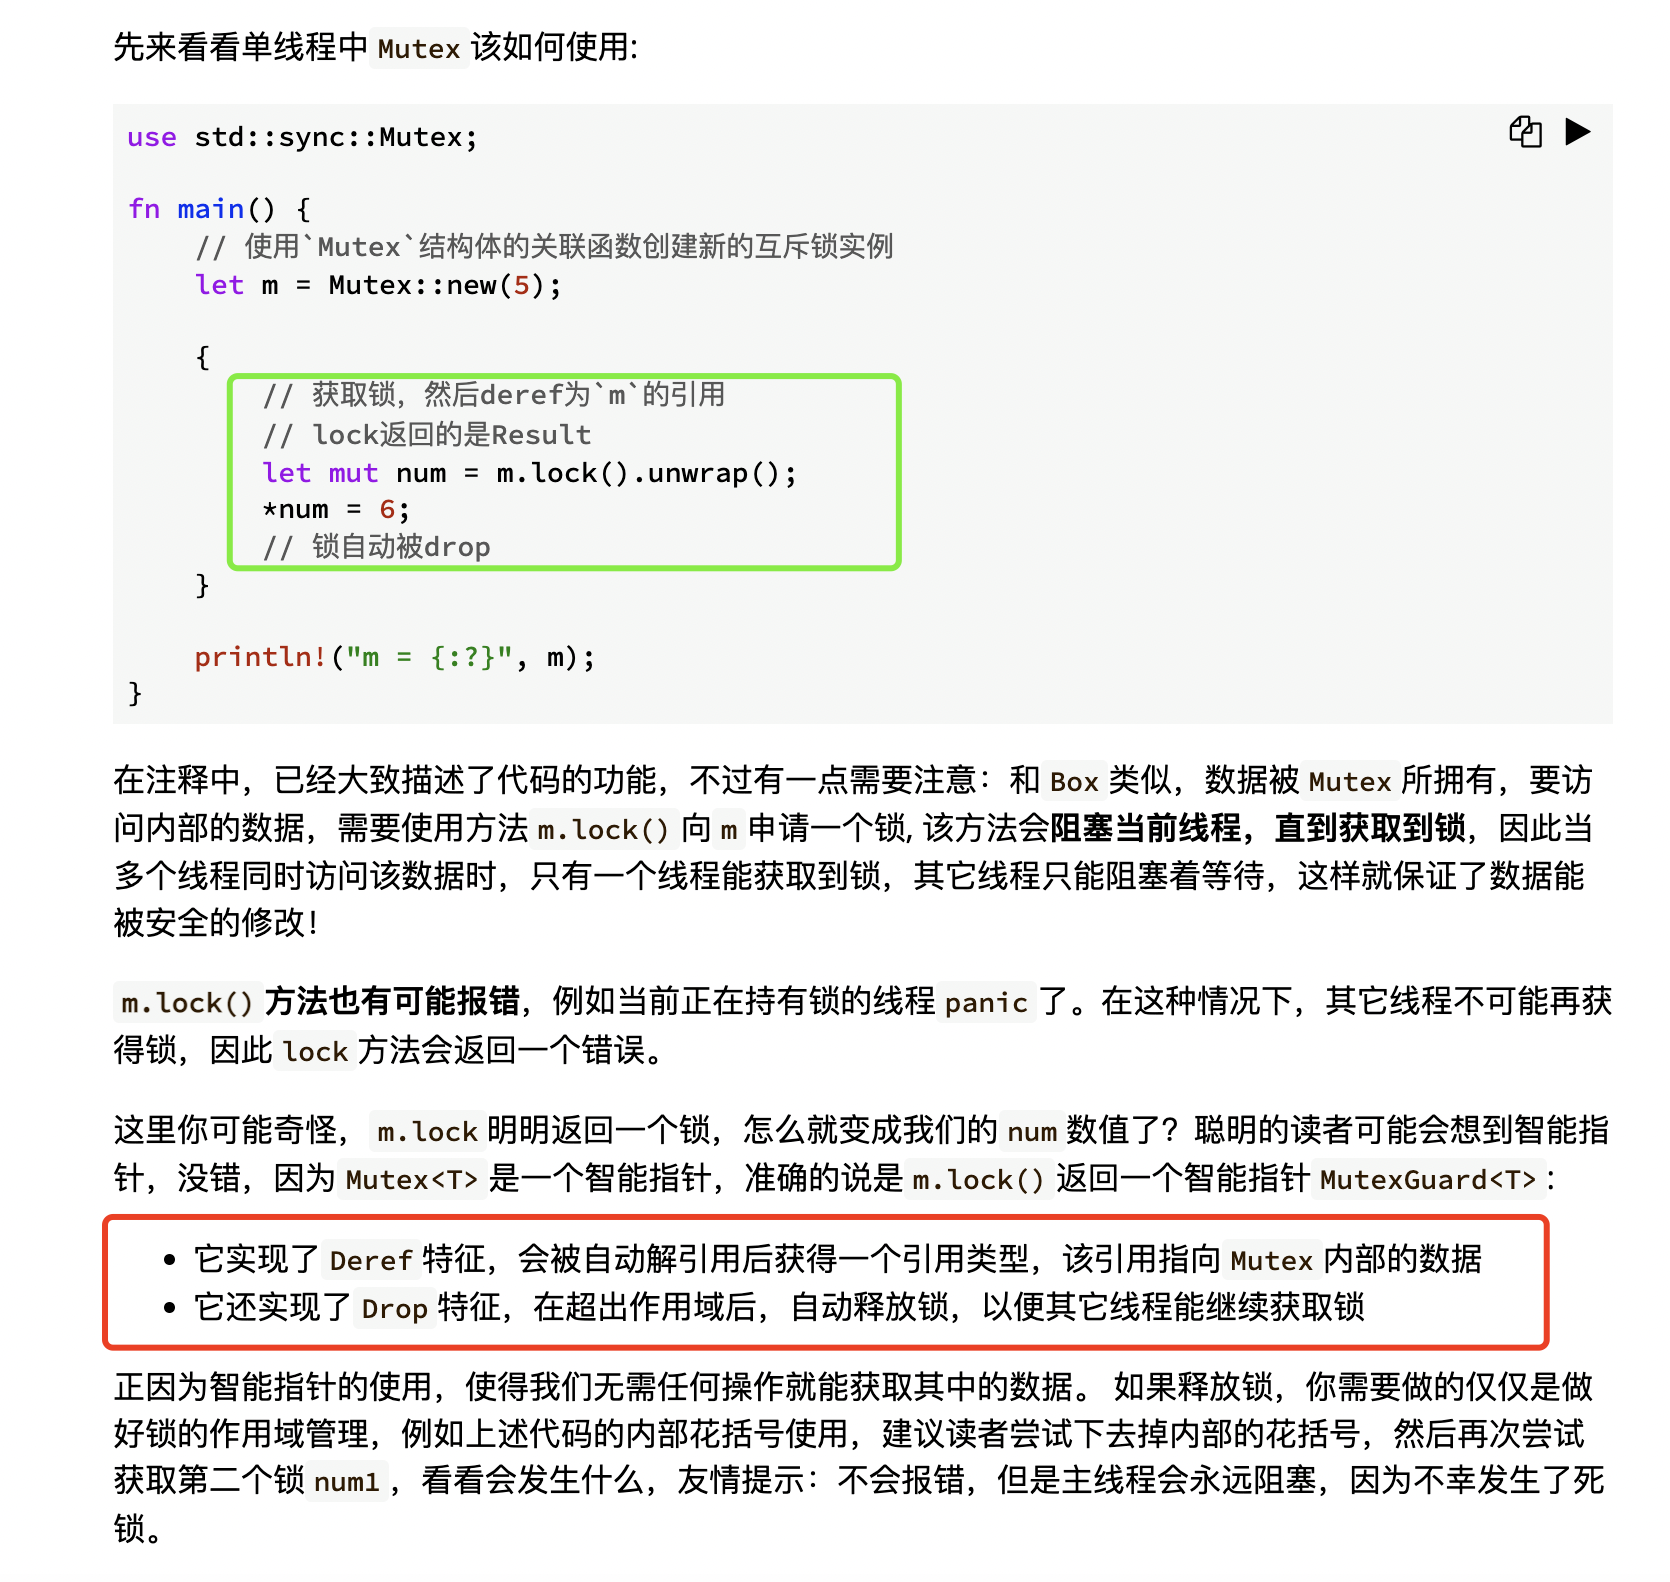 先来看看单线程中 Mutex 该如何使用:
use std::sync::Mutex;
fn main() {
    // 使用`Mutex`结构体的关联函数创建新的互斥锁实例
    let m = Mutex::new(5);
    {
        // 获取锁，然后deref为`m`的引用
        // lock返回的是Result
        let mut num = m.lock().unwrap();
        *num = 6;
        // 锁自动被drop
    }
    println!("m = {:?}", m);
}
在注释中，已经大致描述了代码的功能，不过有一点需要注意：和 Box 类似，数据被 Mutex 所拥有，要访
问内部的数据，需要使用方法 m.lock() 向 m 申请一个锁, 该方法会阻塞当前线程，直到获取到锁，因此当
多个线程同时访问该数据时，只有一个线程能获取到锁，其它线程只能阻塞着等待，这样就保证了数据能
被安全的修改！
m.lock() 方法也有可能报错，例如当前正在持有锁的线程 panic 了。在这种情况下，其它线程不可能再获
得锁，因此 lock 方法会返回一个错误。
这里你可能奇怪， m.lock 明明返回一个锁，怎么就变成我们的 num 数值了？聪明的读者可能会想到智能指
针，没错，因为 Mutex<T> 是一个智能指针，准确的说是 m.lock() 返回一个智能指针 MutexGuard<T> ：
• 它实现了 Deref 特征，会被自动解引用后获得一个引用类型，该引用指向 Mutex 内部的数据
• 它还实现了 Drop 特征，在超出作用域后，自动释放锁，以便其它线程能继续获取锁
正因为智能指针的使用，使得我们无需任何操作就能获取其中的数据。 如果释放锁，你需要做的仅仅是做
好锁的作用域管理，例如上述代码的内部花括号使用，建议读者尝试下去掉内部的花括号，然后再次尝试
获取第二个锁 num1 ，看看会发生什么，友情提示：不会报错，但是主线程会永远阻塞，因为不幸发生了死
锁。